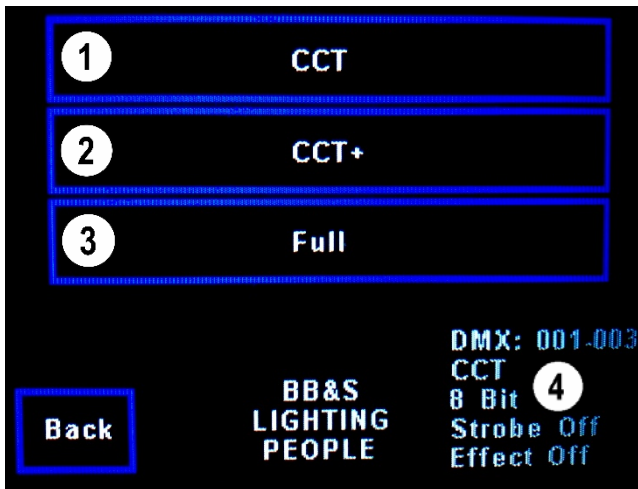 1 CCT
2 CCT+
3 Full
Back
BB&S
LIGHTING
PEOPLE
DMX: 001-003
CCT
8 Bit
Strobe Off
Effect Off
4